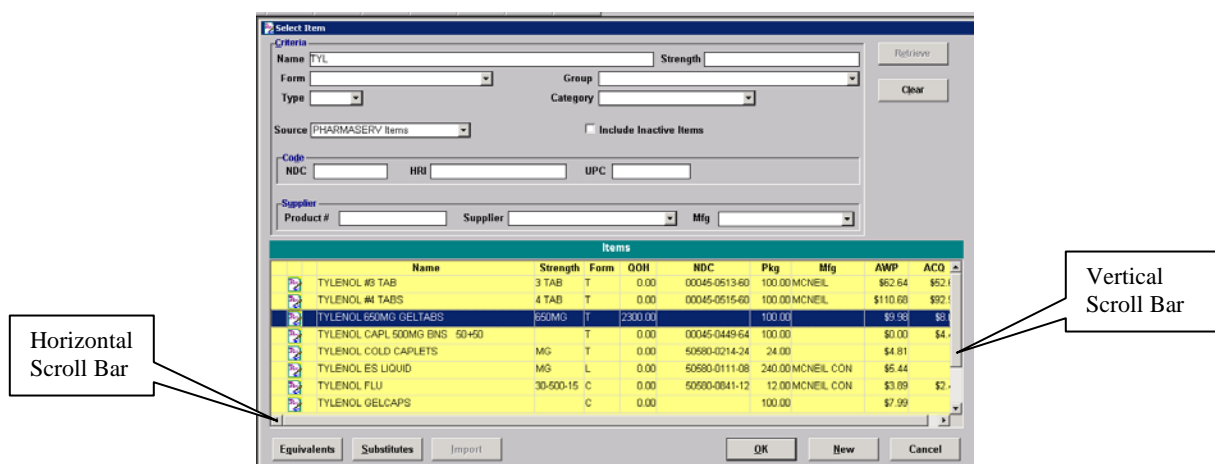 Select Item
Criteria
Name TYL Strength Retrieve
Form Group
Clear
Type Category
Source PHARMASERV Items Include Inactive Items
Code
NDC HRI UPC
Supplier
Product # Supplier Mfg
Items
Name Strength Form QOH NDC Pkg Mfg AWP ACQ
TYLENOL #3 TAB 3 TAB T 0.00 00045-0513-60 100.00 MCNEIL $62.64
TYLENOL #4 TABS 4 TAB T 0.00 00045-0515-60 100.00 MCNEIL $110.68
TYLENOL 650MG GELTABS 650MG T 2300.00 100.00 $9.98
TYLENOL CAPL 500MG BNS 50+50 T 0.00 00045-0449-64 100.00 $0.00
TYLENOL COLD CAPLETS MG T 0.00 50580-0214-24 24.00 $4.81
TYLENOL ES LIQUID MG L 0.00 50580-0111-08 240.00 MCNEIL CON $5.44
TYLENOL FLU 30-500-15 C 0.00 50580-0841-12 12.00 MCNEIL CON $3.89
TYLENOL GELCAPS C 0.00 100.00 $7.99
Equivalents Substitutes Import OK New Cancel
Horizontal
Scroll Bar
Vertical
Scroll Bar